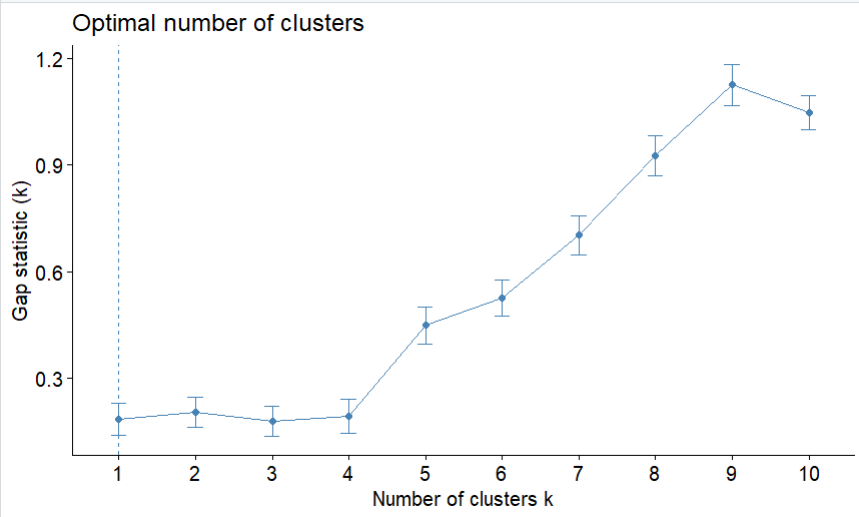 Optimal number of clusters
1.2
0.9
0.6
0.3
Gap statistic (k)
1 2 3 4 5 6 7 8 9 10
Number of clusters k